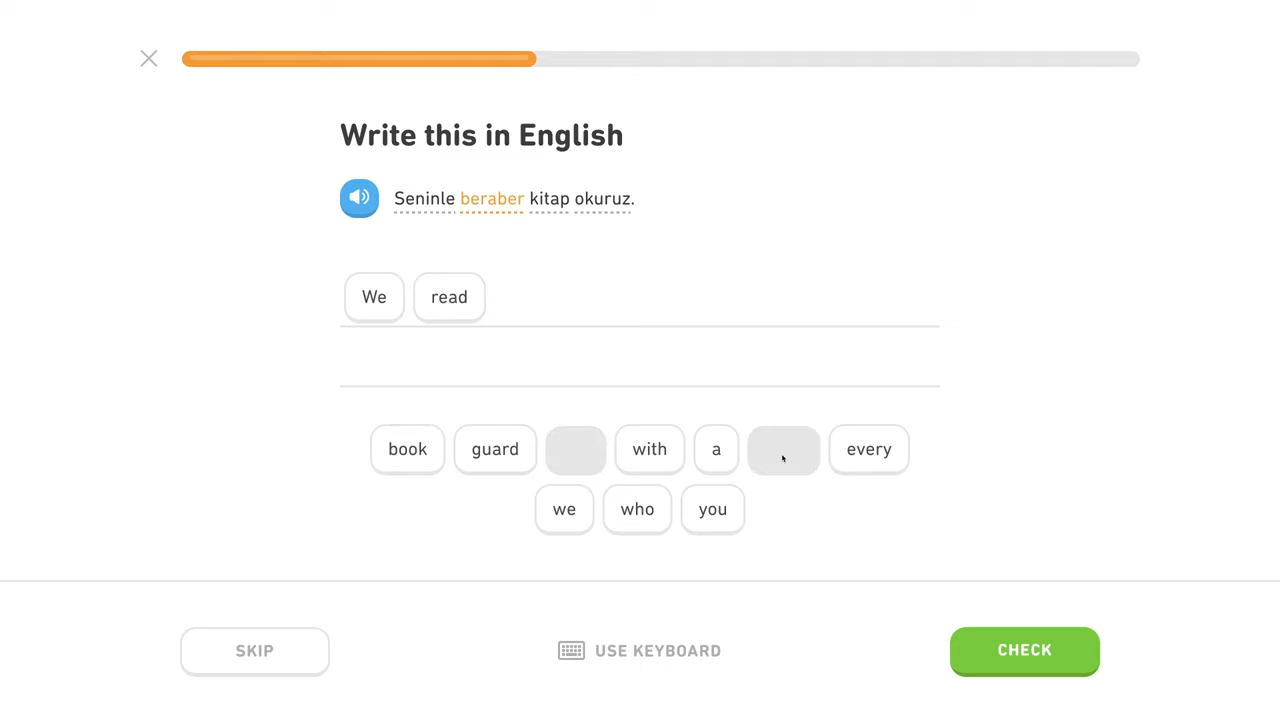 Write this in English
Seninle beraber kitap okuruz.
We read
book guard with a every
we who you
SKIP USE KEYBOARD CHECK